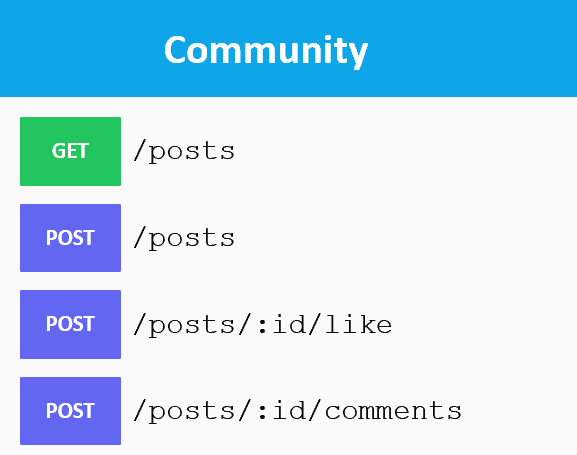 Community
GET /posts
POST /posts
POST /posts/:id/like
POST /posts/:id/comments